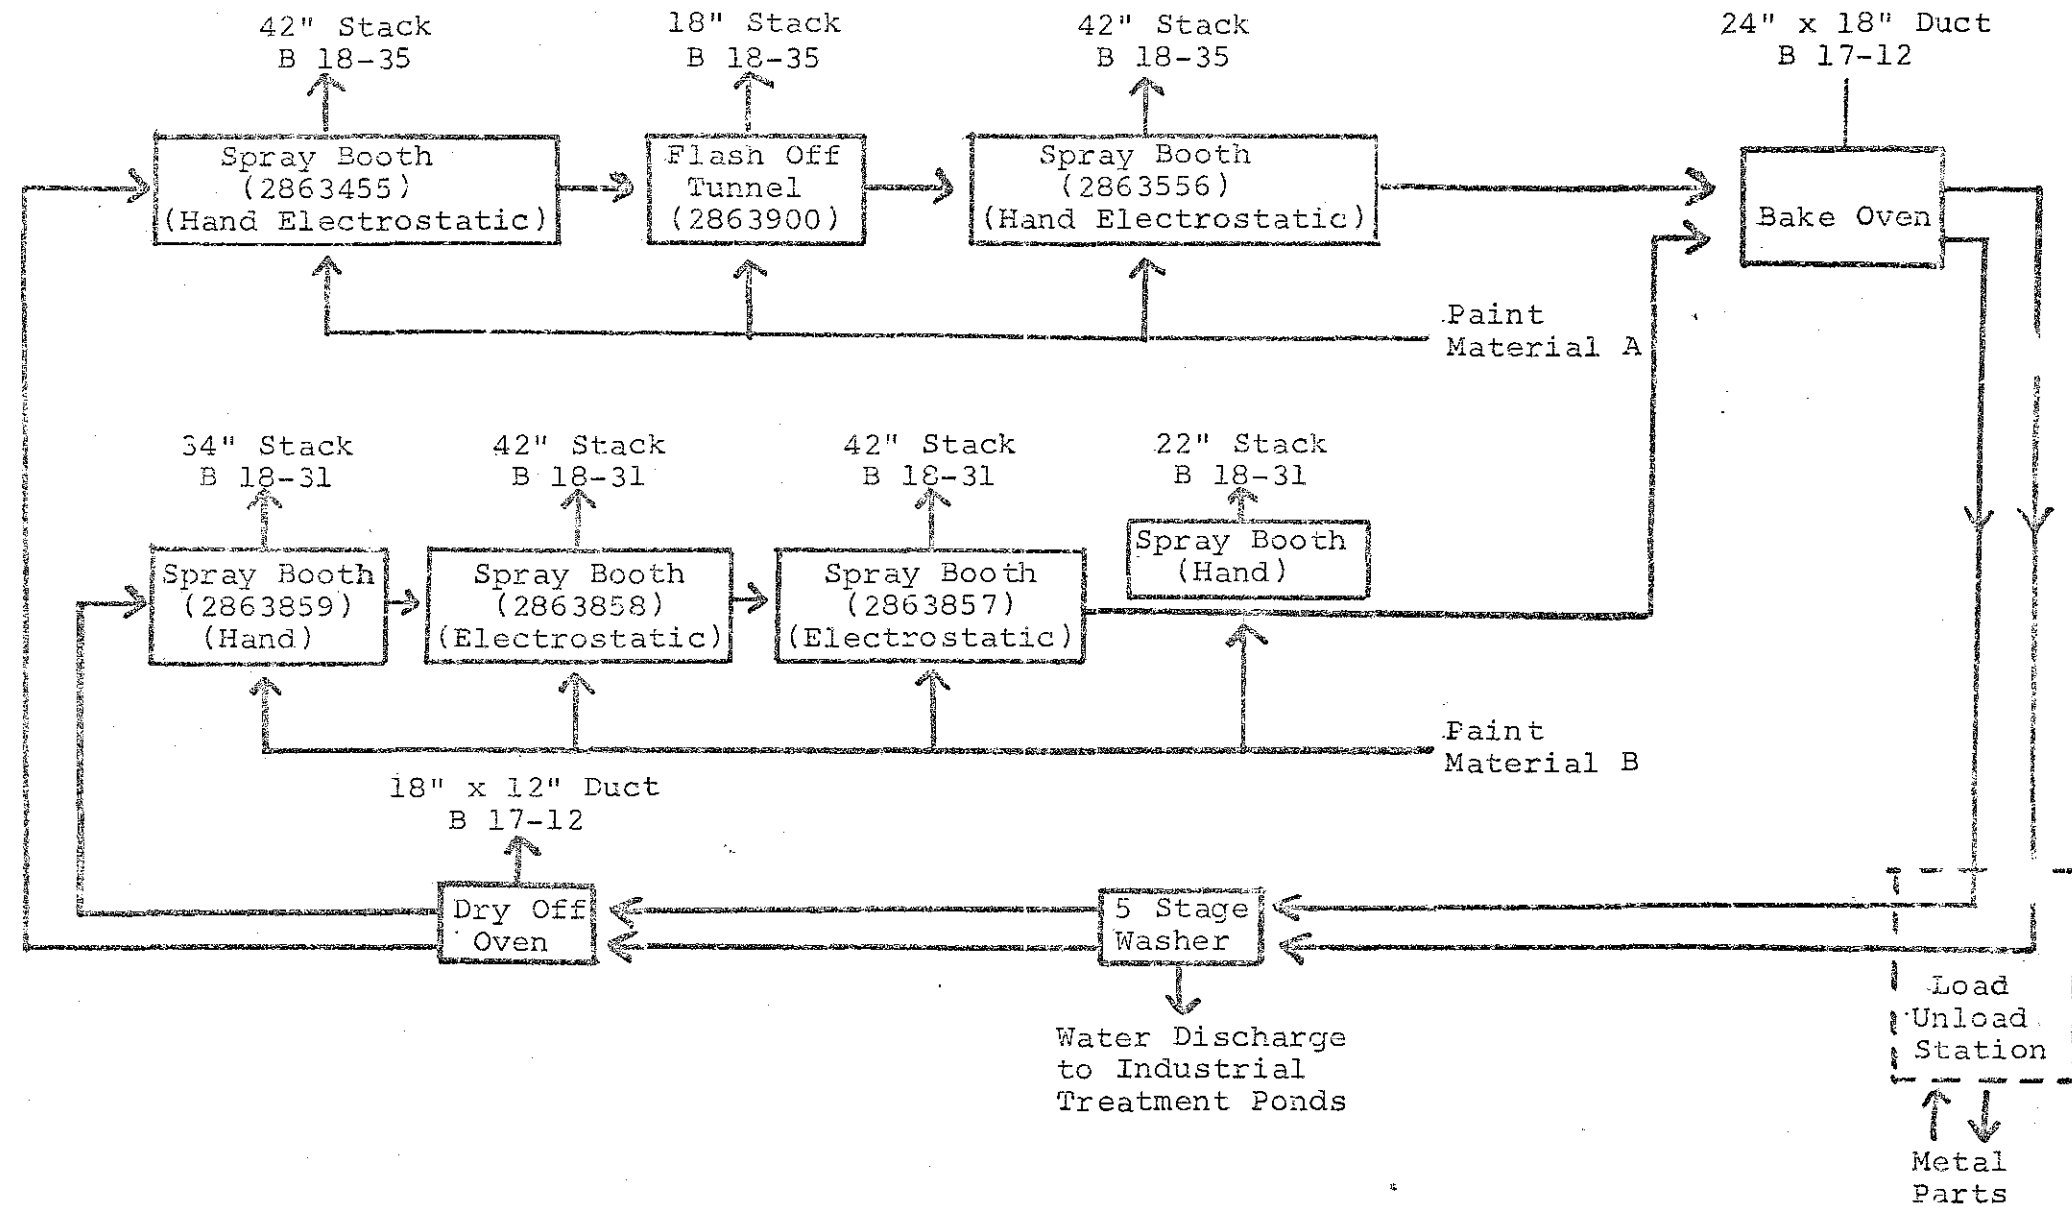 42" Stack
B 18-35
18" Stack
B 18-35
42" Stack
B 18-35
24" x 18" Duct
B 17-12
Spray Booth
(2863455)
(Hand Electrostatic)
Flash Off
Tunnel
(2863900)
Spray Booth
(2863556)
(Hand Electrostatic)
Bake Oven
Paint
Material A
34" Stack
B 18-31
42" Stack
B 18-31
42" Stack
B 18-31
22" Stack
B 18-31
Spray Booth
(2863859)
(Hand)
Spray Booth
(2863858)
(Electrostatic)
Spray Booth
(2863857)
(Electrostatic)
Spray Booth
(Hand)
Paint
Material B
18" x 12" Duct
B 17-12
Dry Off
Oven
5 Stage
Washer
Water Discharge
to Industrial
Treatment Ponds
Load
Unload
Station
Metal
Parts